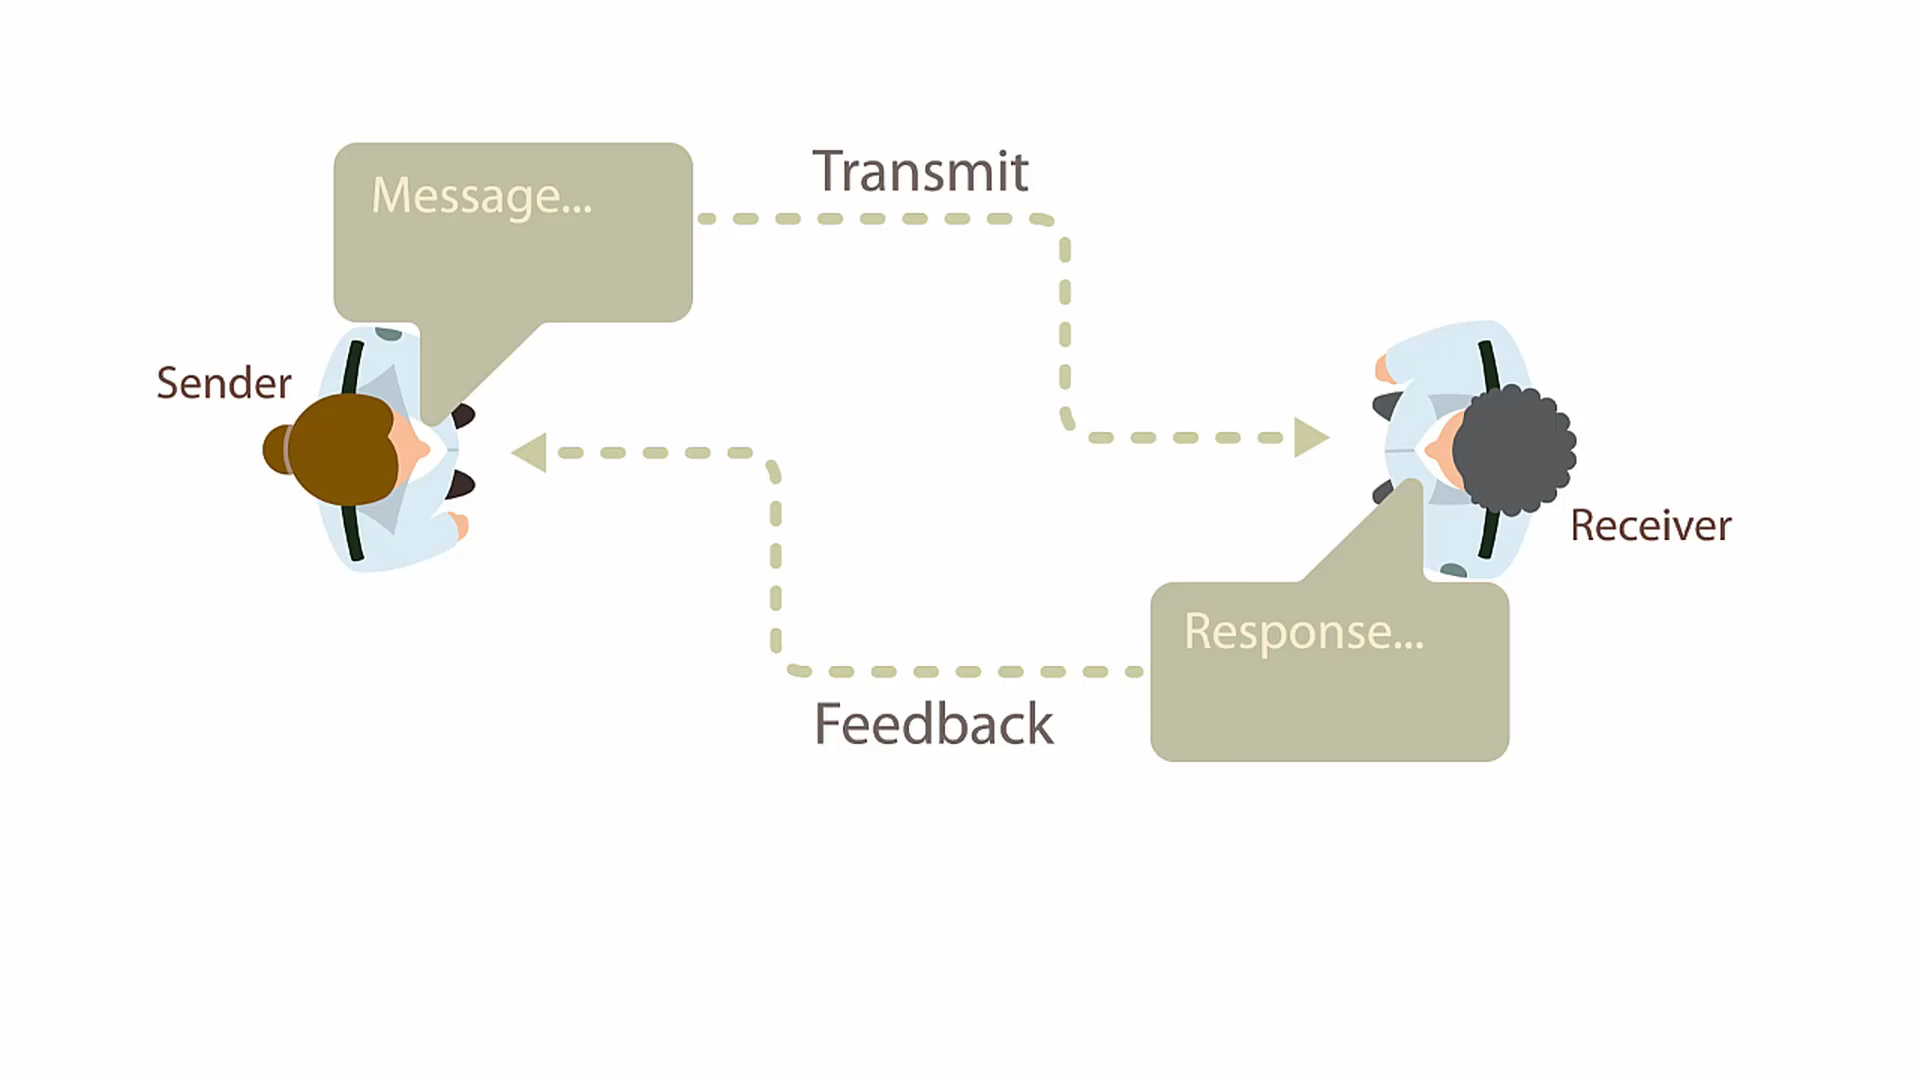 Message...
Transmit
Sender
Receiver
Response...
Feedback